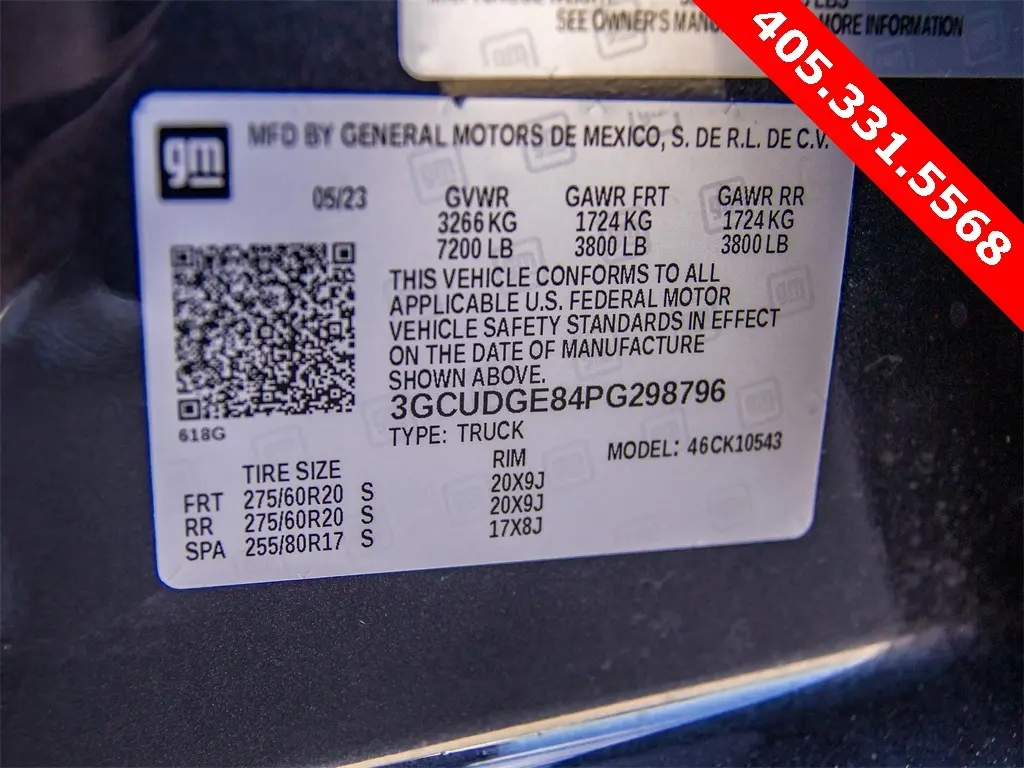 SEE OWNER'S MANU
MORE INFORMATION
405.331.5568
gm
MFD BY GENERAL MOTORS DE MEXICO, S. DE R.L. DE C.V.
05/23 GVWR GAWR FRT GAWR RR
3266 KG 1724 KG 1724 KG
7200 LB 3800 LB 3800 LB
THIS VEHICLE CONFORMS TO ALL
APPLICABLE U.S. FEDERAL MOTOR
VEHICLE SAFETY STANDARDS IN EFFECT
ON THE DATE OF MANUFACTURE
SHOWN ABOVE.
3GCUDGE84PG298796
618G
TYPE: TRUCK MODEL: 46CK10543
TIRE SIZE RIM
FRT 275/60R20 S 20X9J
RR 275/60R20 S 20X9J
SPA 255/80R17 S 17X8J